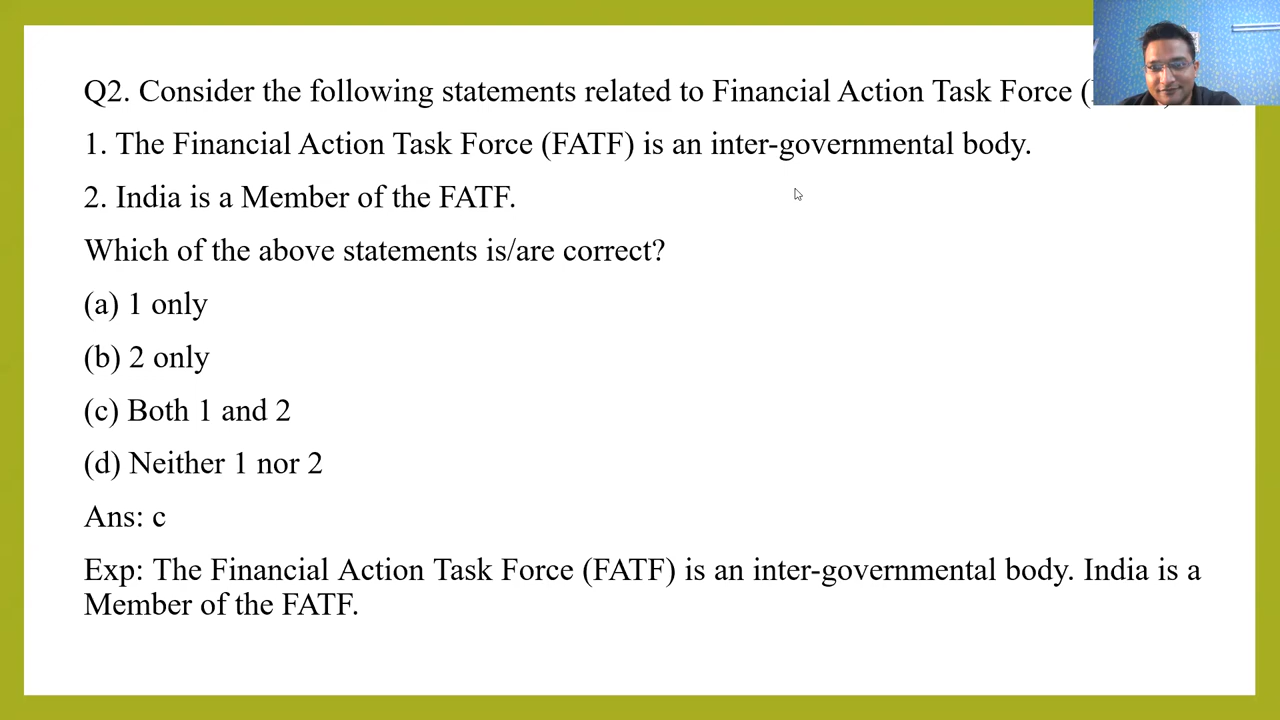 Q2. Consider the following statements related to Financial Action Task Force (
1. The Financial Action Task Force (FATF) is an inter-governmental body.
2. India is a Member of the FATF.
Which of the above statements is/are correct?
(a) 1 only
(b) 2 only
(c) Both 1 and 2
(d) Neither 1 nor 2
Ans: c
Exp: The Financial Action Task Force (FATF) is an inter-governmental body. India is a
Member of the FATF.